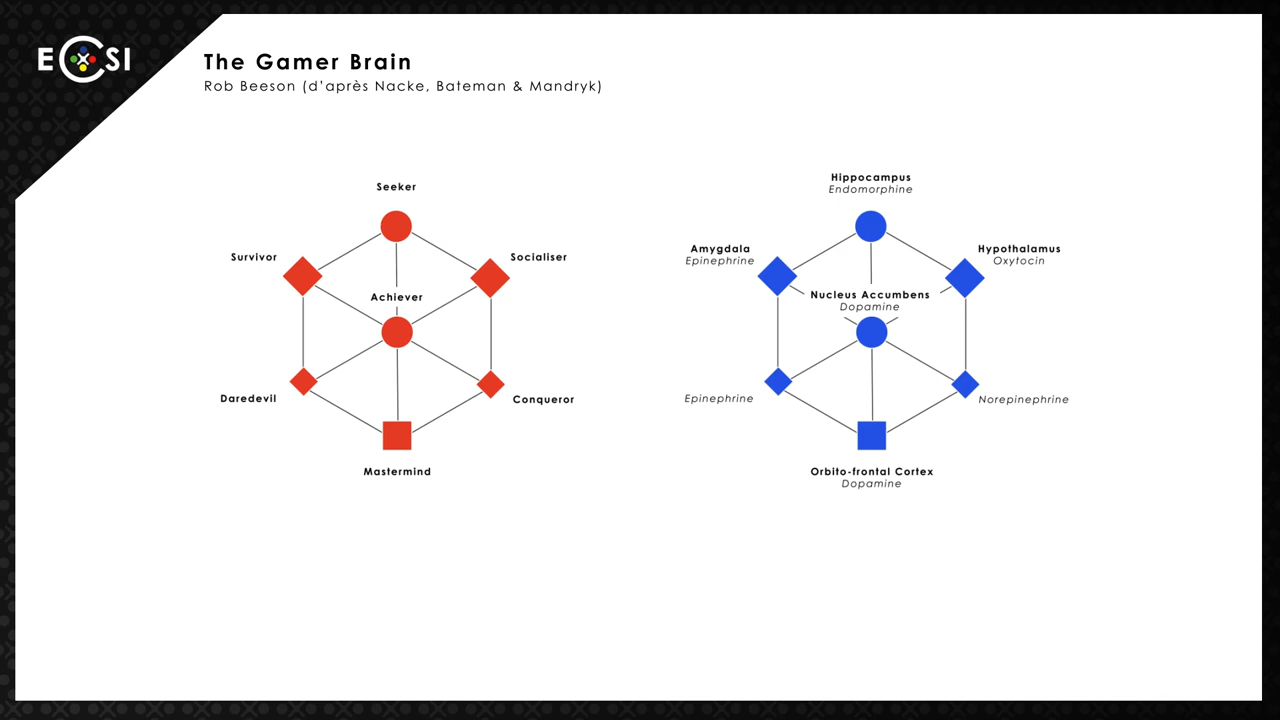 ECSI
The Gamer Brain
Rob Beeson (d'après Nacke, Bateman & Mandryk)
Seeker
Survivor
Socialiser
Achiever
Daredevil
Conqueror
Mastermind
Hippocampus
Endomorphine
Amygdala
Epinephrine
Hypothalamus
Oxytocin
Nucleus Accumbens
Dopamine
Epinephrine
Norepinephrine
Orbito-frontal Cortex
Dopamine